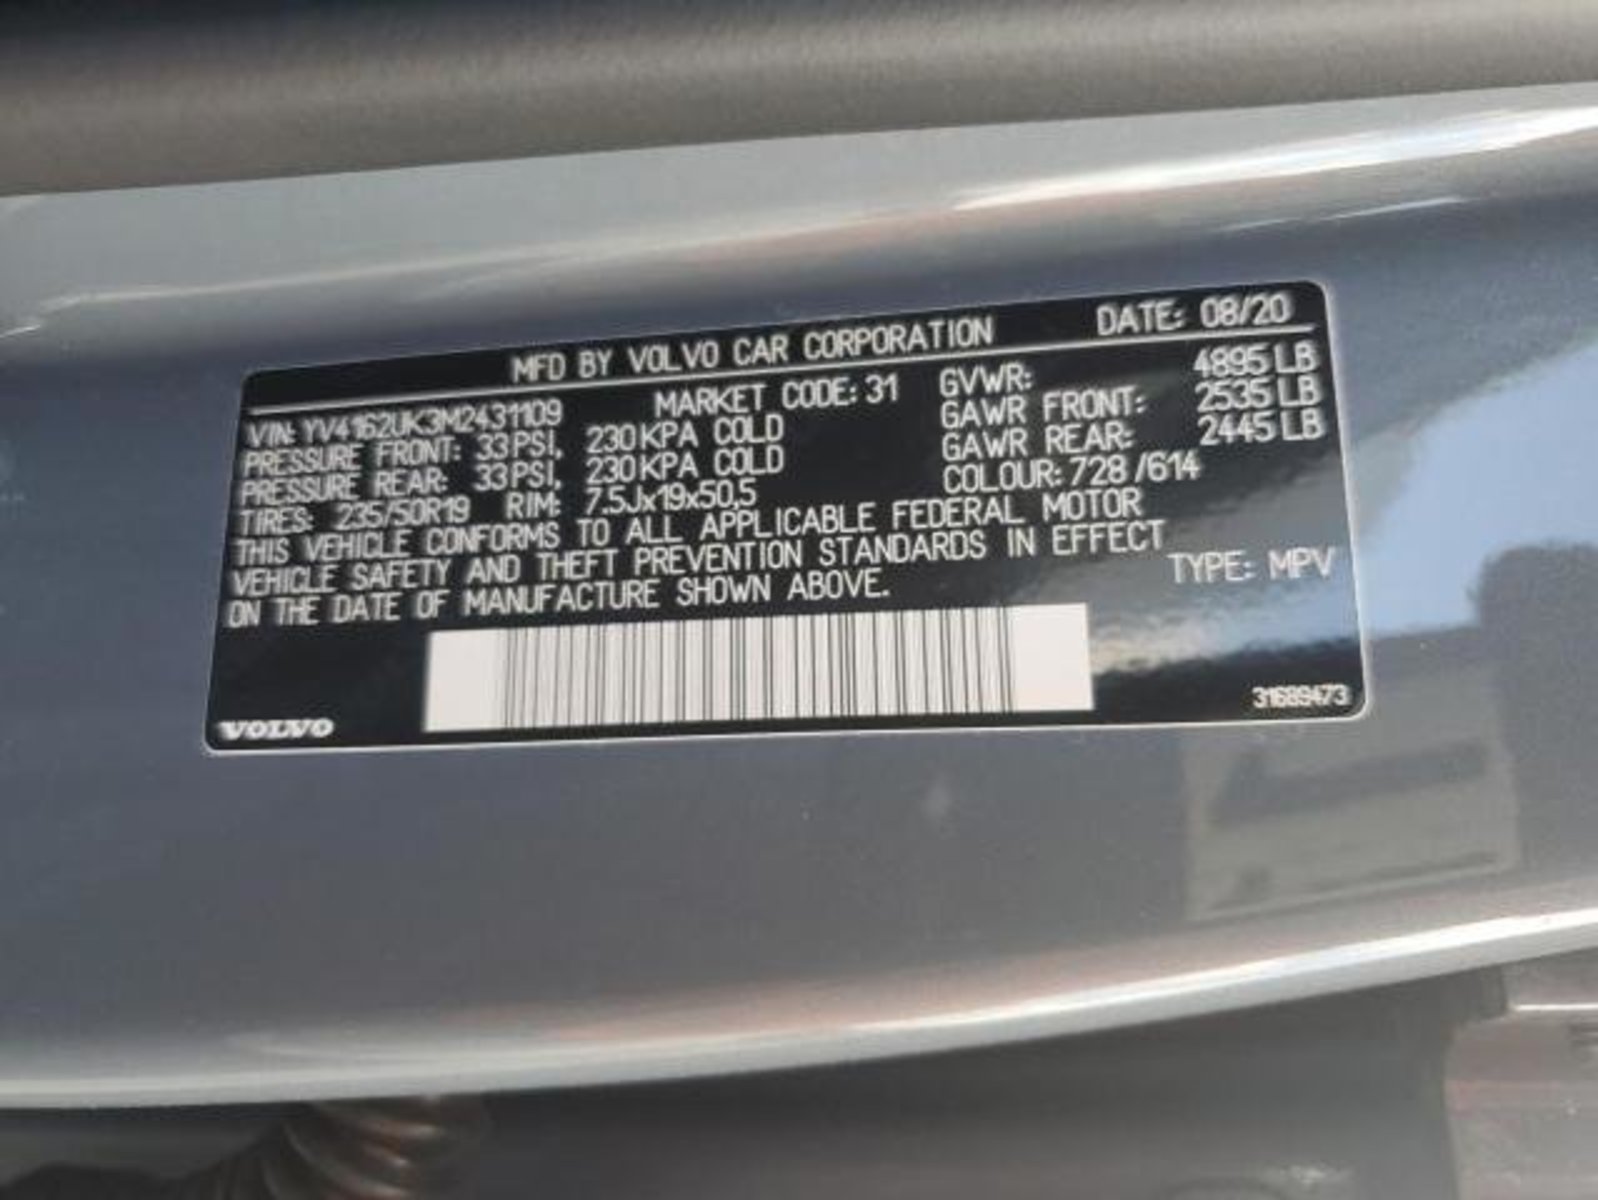 MFD BY VOLVO CAR CORPORATION DATE: 08/20
VIN: YV4162UK3M2431109 MARKET CODE: 31 GVWR: 4895 LB
PRESSURE FRONT: 33 PSI, 230 KPA COLD GAWR FRONT: 2535 LB
PRESSURE REAR: 33 PSI, 230 KPA COLD GAWR REAR: 2445 LB
TIRES: 235/50R19 RIM: 7.5Jx19x50,5 COLOUR: 728 /614
THIS VEHICLE CONFORMS TO ALL APPLICABLE FEDERAL MOTOR
VEHICLE SAFETY AND THEFT PREVENTION STANDARDS IN EFFECT
ON THE DATE OF MANUFACTURE SHOWN ABOVE. TYPE: MPV
VOLVO 31689473